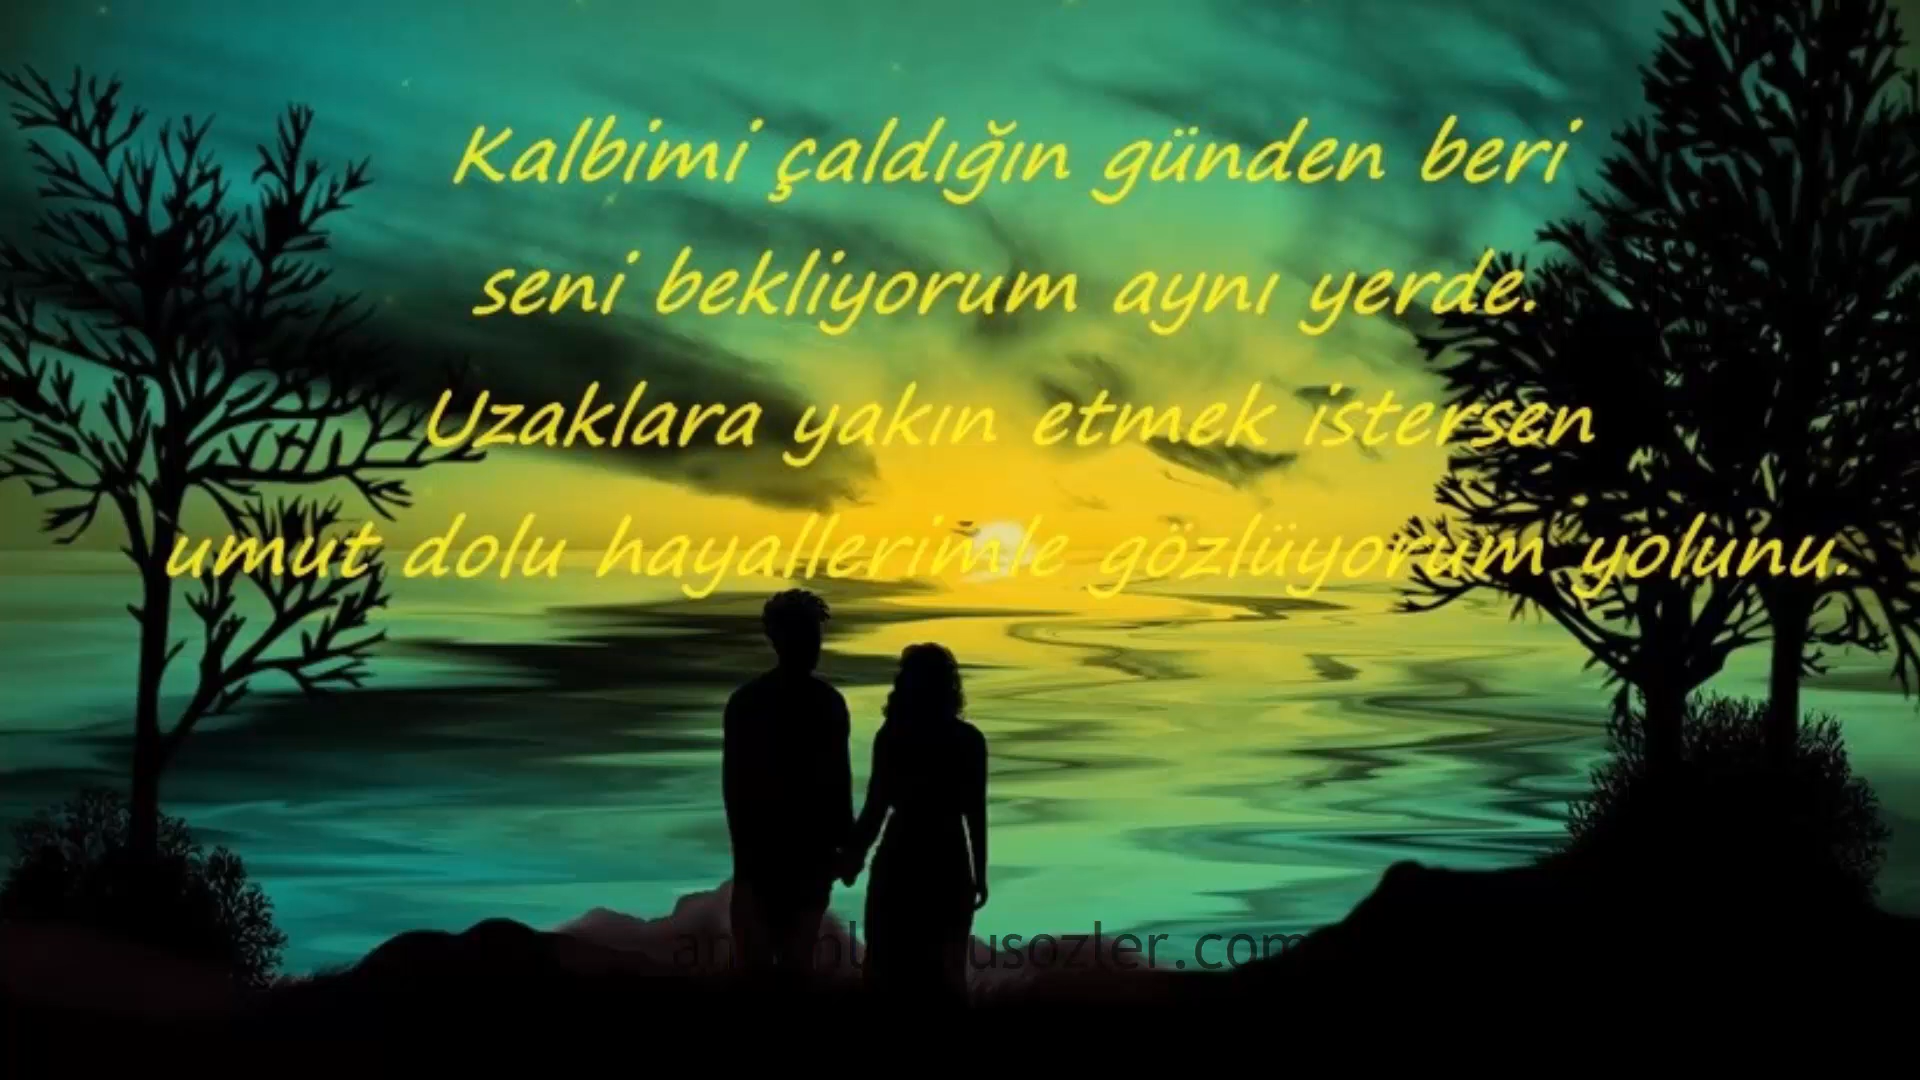 Kalbimi çaldığın günden beri
seni bekliyorum aynı yerde.
Uzaklara yakın etmek istersen
umut dolu hayallerimle gözlüyorum yolunu.